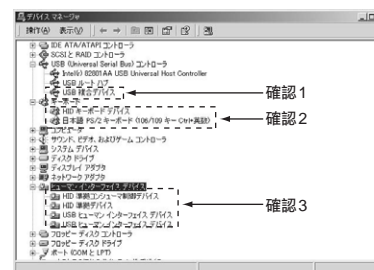 デバイス マネージャ
操作(A) 表示(V)
IDE ATA/ATAPI コントローラ
SCSI と RAID コントローラ
USB (Universal Serial Bus) コントローラ
Intel(r) 82801AA USB Universal Host Controller
USB ルート ハブ
USB 複合デバイス
確認1
キーボード
HID キーボード デバイス
日本語 PS/2 キーボード (106/109 キー Ctrl+英数)
確認2
コンピュータ
サウンド、ビデオ、およびゲーム コントローラ
システム デバイス
ディスク ドライブ
ディスプレイ アダプタ
ネットワーク アダプタ
ヒューマン・インターフェイス デバイス
HID 準拠コンシューマ制御デバイス
HID 準拠デバイス
USB ヒューマン・インターフェイス デバイス
USB ヒューマン・インターフェイス デバイス
確認3
フロッピー ディスク コントローラ
フロッピー ディスク ドライブ
ポート (COM と LPT)